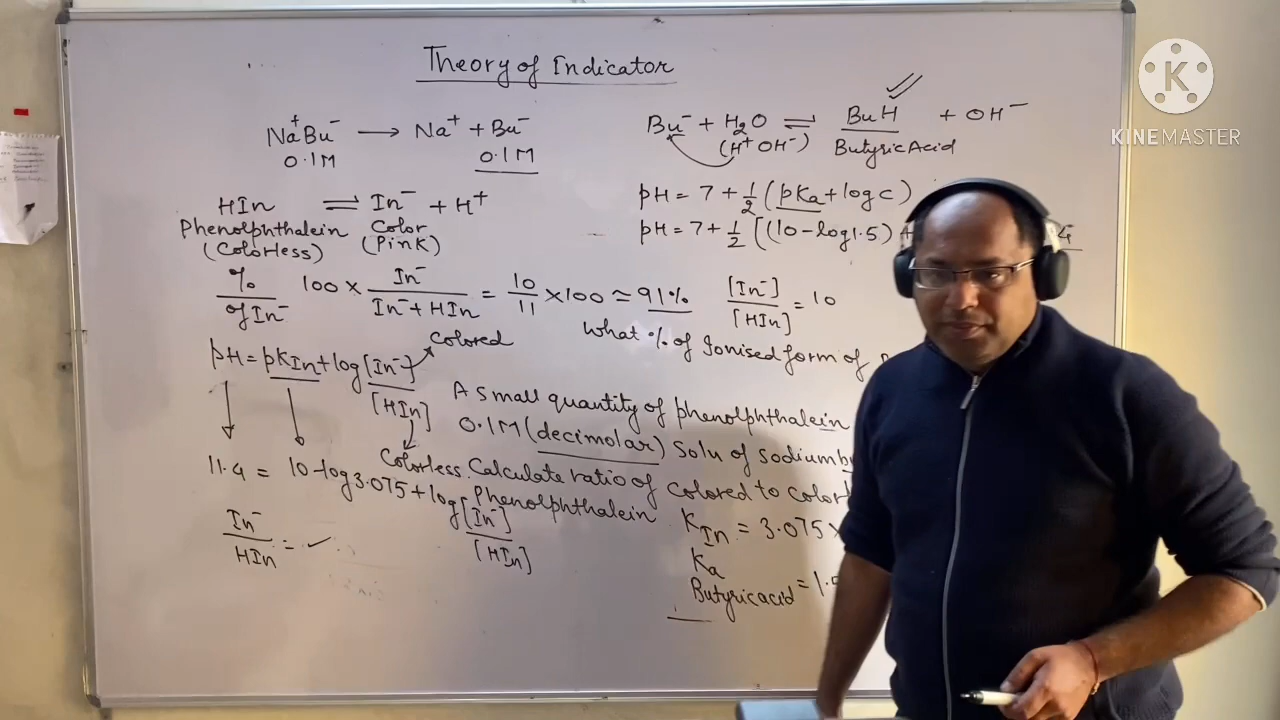 Theory of Indicator
Na⁺Bu⁻ → Na⁺ + Bu⁻
0.1M 0.1M
HIn ⇌ In⁻ + H⁺
Phenolphthalein Color
(Colorless) (Pink)
%/of In⁻ 100 × In⁻/(In⁻ + HIn) = 10/11 × 100 ≃ 91%
pH = pKIn + log [In⁻]/[HIn]
Colored
Colorless
11.4 = 10 - log 3.075 + log [In⁻]/[HIn]
In⁻/HIn = ✓
Bu⁻ + H₂O ⇌ BuH + OH⁻
(H⁺ OH⁻) Butyric Acid
pH = 7 + 1/2 (pKa + log c)
pH = 7 + 1/2 [(10 - log 1.5) +
[In⁻]/[HIn] = 10
What % of Ionised form of
A small quantity of phenolphthalein
0.1M (decimolar) Solu of sodium
Calculate ratio of colored to
Phenolphthalein
KIn = 3.075 ×
Ka
Butyric acid = 1.5
K
KINEMASTER